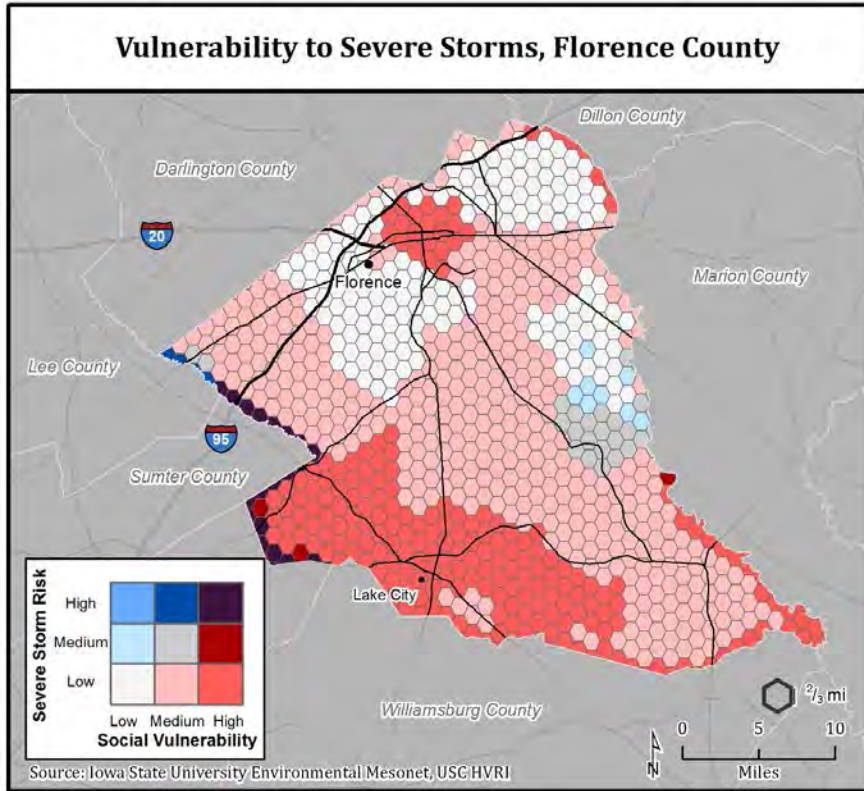 Vulnerability to Severe Storms, Florence County
Dillon County
Darlington County
20
Marion County
Florence
Lee County
95
Sumter County
Lake City
Severe Storm Risk
High
Medium
Low
Low Medium High
Social Vulnerability
Williamsburg County
2/3 mi
0 5 10
N
Miles
Source: Iowa State University Environmental Mesonet, USC HVRI